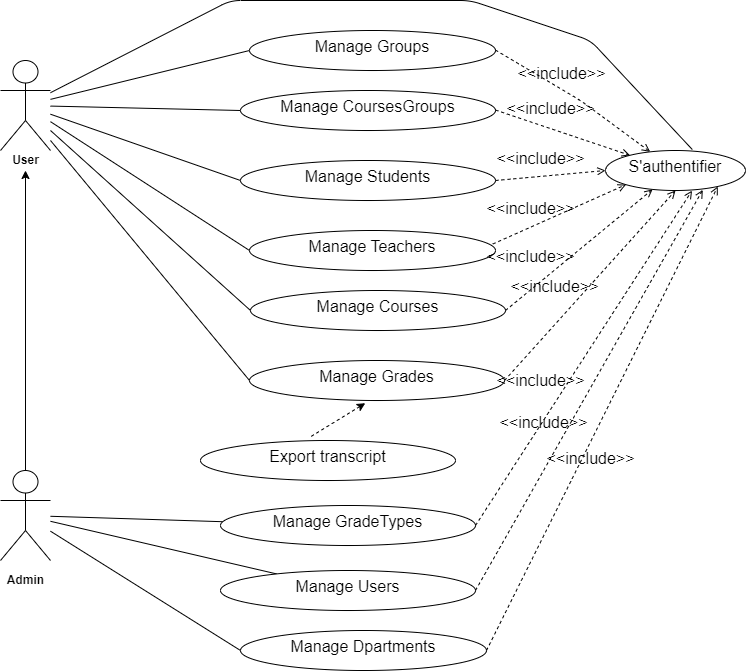 Manage Groups
<<include>>
Manage CoursesGroups
<<include>>
User
S'authentifier
<<include>>
Manage Students
<<include>>
Manage Teachers
<<include>>
<<include>>
Manage Courses
Manage Grades
<<include>>
<<include>>
Export transcript
<<include>>
Manage GradeTypes
Admin
Manage Users
Manage Dpartments